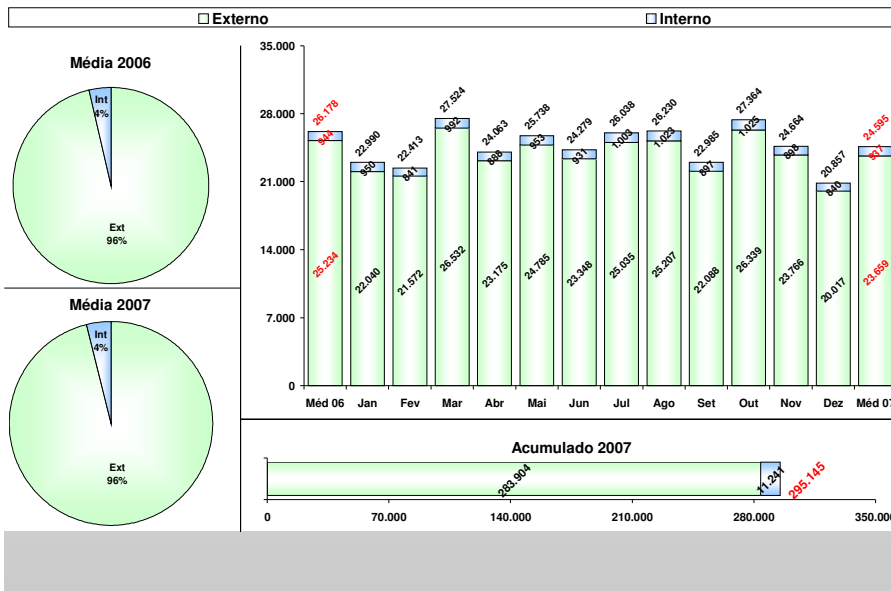 Externo Interno
Média 2006
Int
4%
Ext
96%
Média 2007
Int
4%
Ext
96%
35.000
28.000
21.000
14.000
7.000
0
26.178 22.990 22.413 27.524 24.063 25.738 24.279 26.038 26.230 22.985 27.364 24.664 20.857 24.595
944 950 841 992 888 953 931 1.003 1.023 897 1.025 898 840 937
25.234 22.040 21.572 26.532 23.175 24.785 23.348 25.035 25.207 22.088 26.339 23.766 20.017 23.659
Méd 06 Jan Fev Mar Abr Mai Jun Jul Ago Set Out Nov Dez Méd 07
Acumulado 2007
283.904 11.241 295.145
0 70.000 140.000 210.000 280.000 350.000